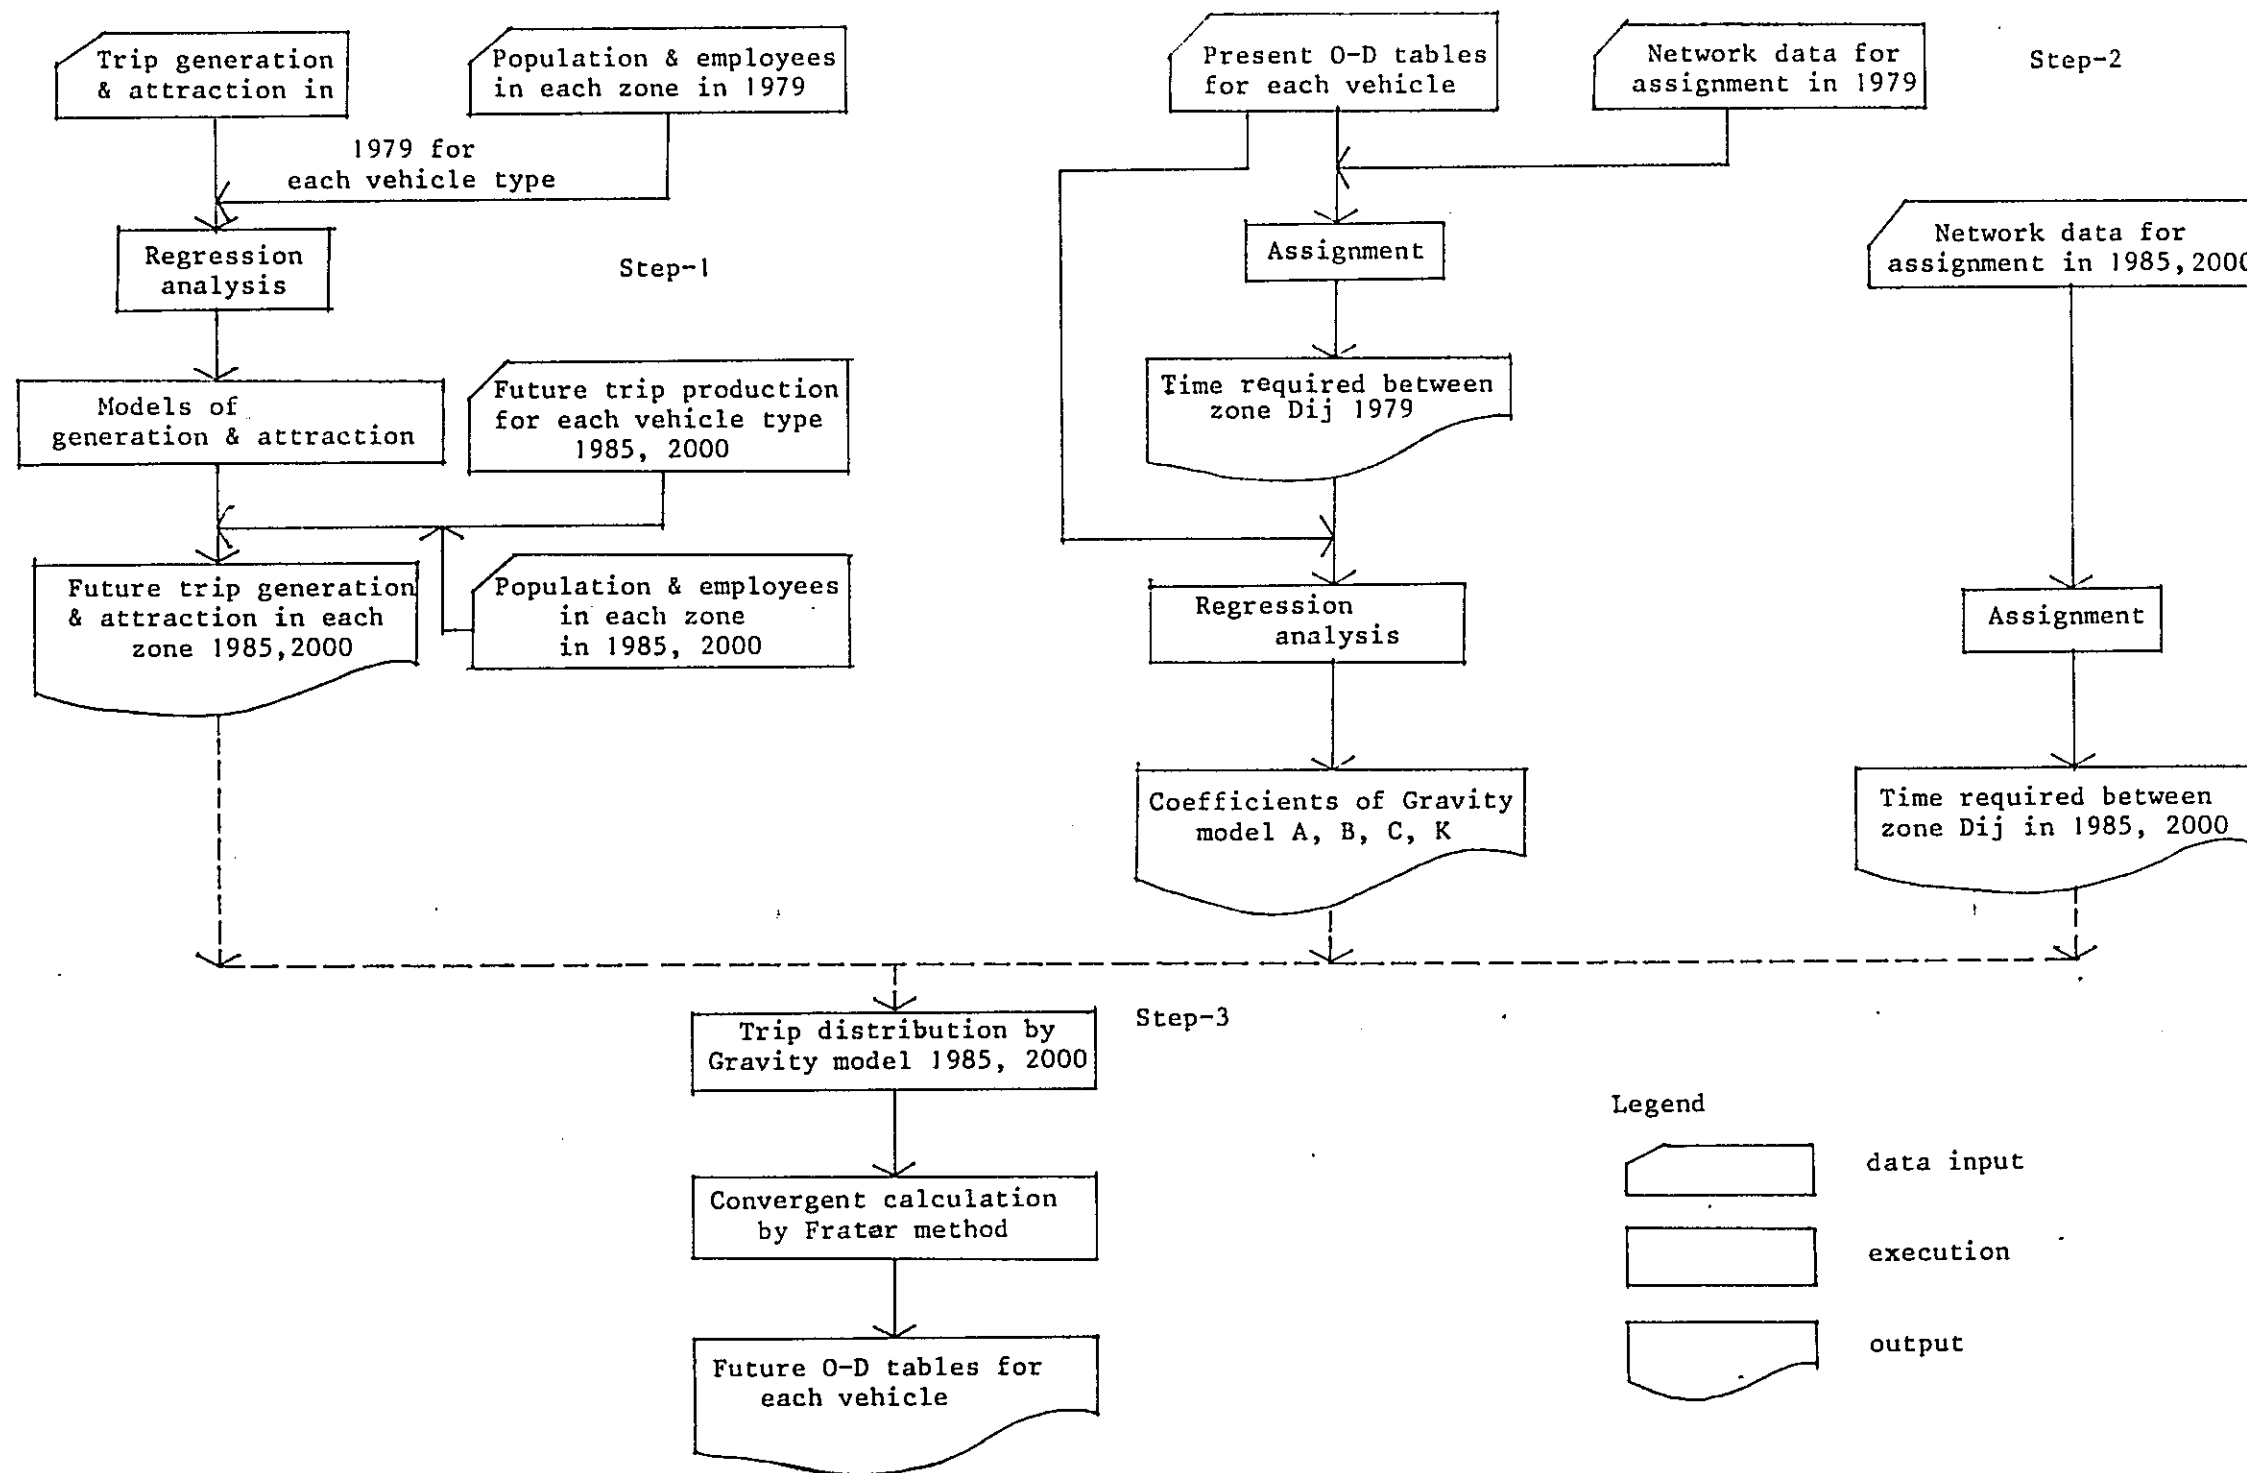 Trip generation
& attraction in
Population & employees
in each zone in 1979
1979 for
each vehicle type
Regression
analysis
Step-1
Models of
generation & attraction
Future trip production
for each vehicle type
1985, 2000
Future trip generation
& attraction in each
zone 1985,2000
Population & employees
in each zone
in 1985, 2000
Present O-D tables
for each vehicle
Network data for
assignment in 1979
Step-2
Assignment
Network data for
assignment in 1985,2000
Time required between
zone Dij 1979
Regression
analysis
Assignment
Coefficients of Gravity
model A, B, C, K
Time required between
zone Dij in 1985, 2000
Step-3
Trip distribution by
Gravity model 1985, 2000
Convergent calculation
by Fratar method
Future O-D tables for
each vehicle
Legend
data input
execution
output